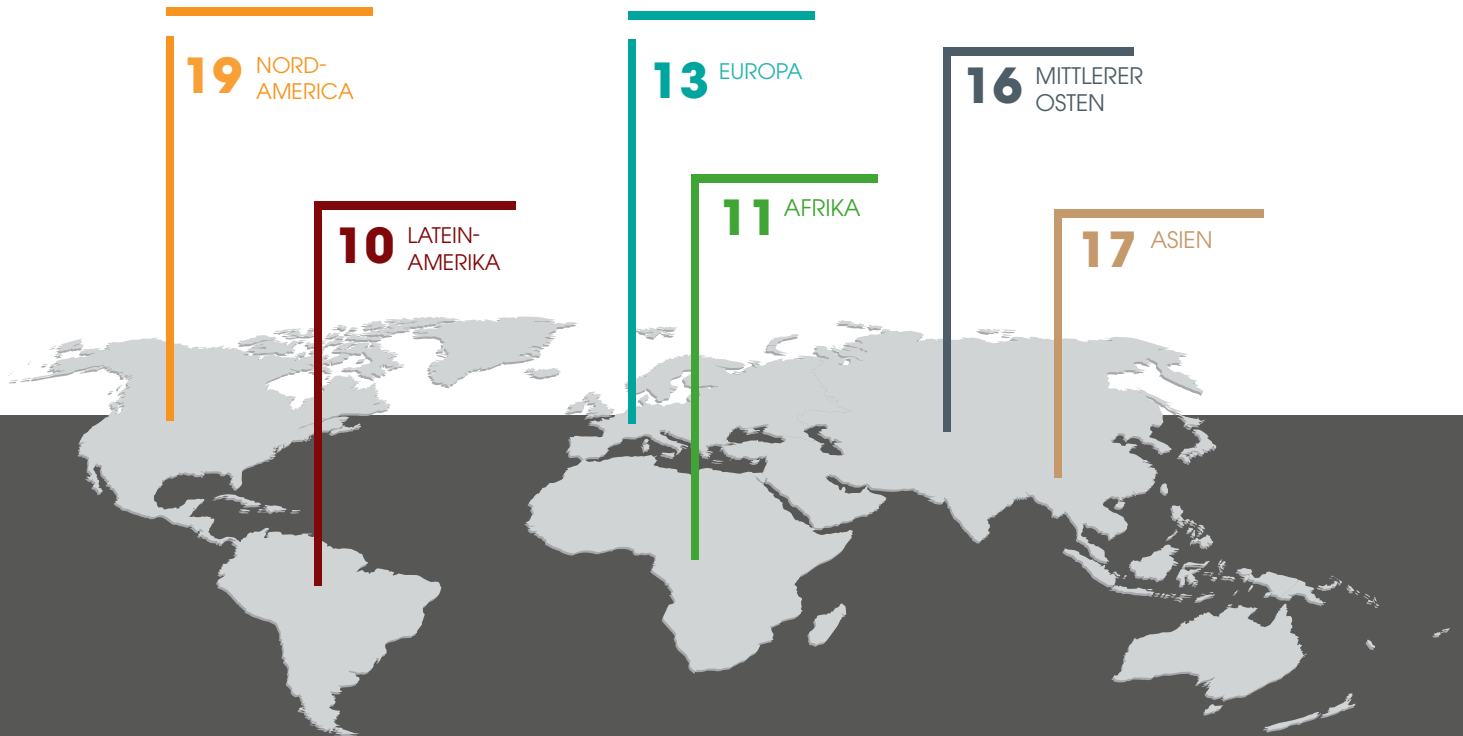 19 NORD-
AMERICA
13 EUROPA
16 MITTLERER
OSTEN
10 LATEIN-
AMERIKA
11 AFRIKA
17 ASIEN